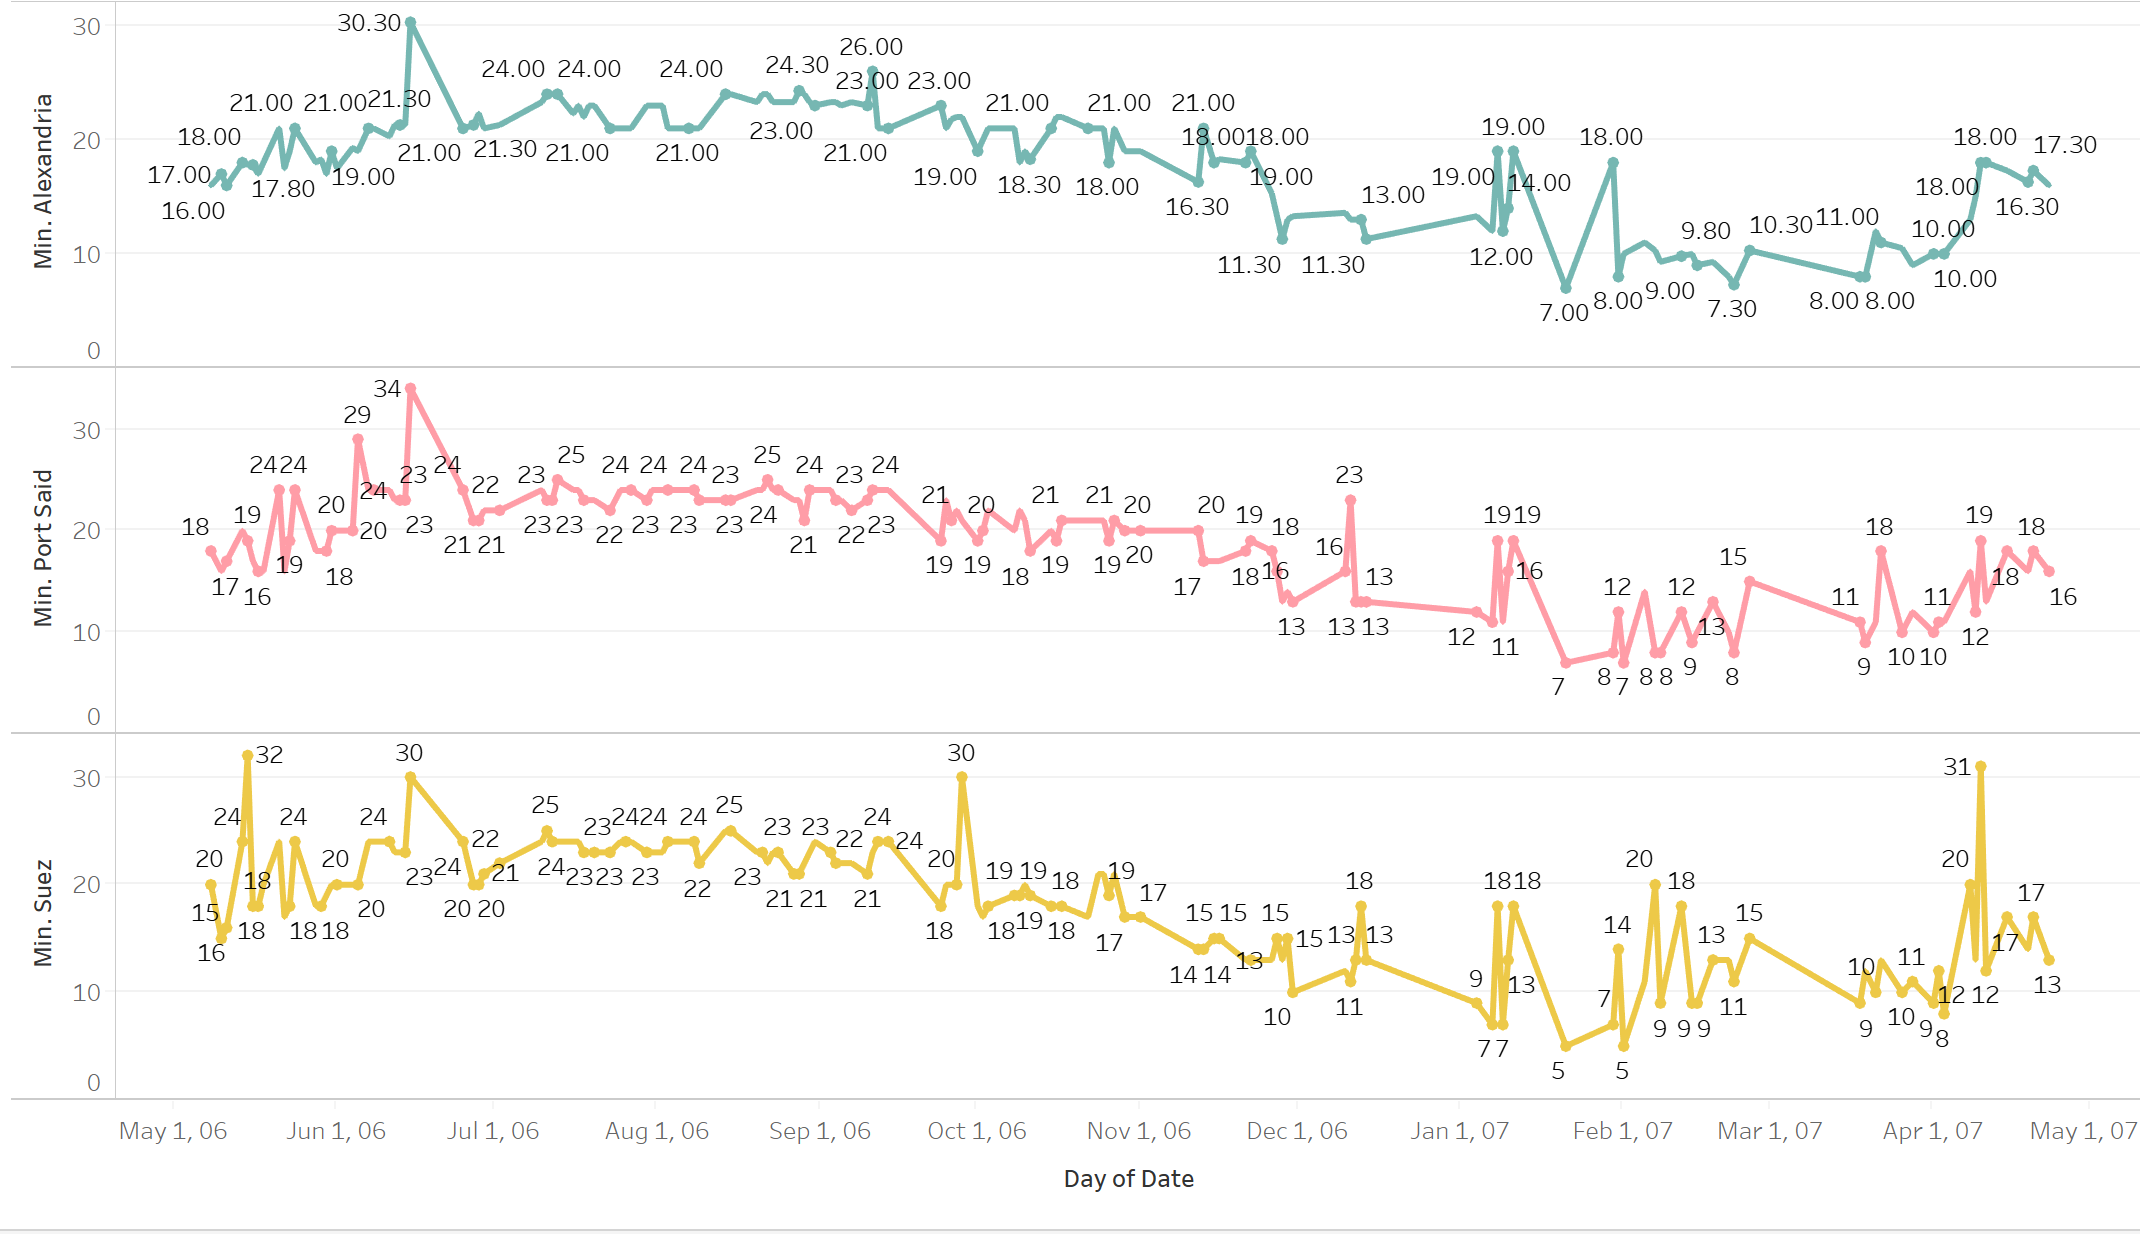 30
20
10
0
Min. Alexandria
30.30
26.00
24.00 24.00 24.00 24.30
23.00 23.00
21.00 21.00 21.30 21.00 21.00 21.00
18.00 23.00 18.00 18.00 19.00 18.00 18.00 17.30
21.00 21.30 21.00 21.00 21.00
17.00 17.80 19.00 19.00 18.30 18.00 19.00 19.00 14.00 18.00
16.00 16.30 13.00 16.30
11.30 11.30 12.00 9.80 10.30 11.00 10.00
7.00 8.00 9.00 7.30 8.00 8.00 10.00
30
20
10
0
Min. Port Said
34
29
24 24 23 24 23 25 24 24 24 23 25 24 23 24 23
18 19 20 24 22 21 20 21 21 20 20 19 18 19 19 18 19 18
20 23 21 21 23 23 22 23 23 23 24 21 22 23
17 16 19 18 19 19 18 19 19 20 17 18 16 16 13 16 18
13 13 13 12 11 12 12 13 15 11 11 12 16
7 8 7 8 8 9 8 9 10 10
30
20
10
0
Min. Suez
32 30 30 31
24 24 24 25 23 24 24 24 25 23 23 22 24 24
20 18 20 22 21 20 19 19 18 19 17 18 18 18 20 18 20 17
15 23 24 24 23 23 23 22 23 21 21 21
16 18 18 18 20 20 20 18 18 19 18 17 15 15 15 15 13 13 14 13 15
14 14 13 10 11 9 13 7 11 10 11 12 12 17 13
7 7 5 5 9 9 9 9 10 9 8
May 1, 06 Jun 1, 06 Jul 1, 06 Aug 1, 06 Sep 1, 06 Oct 1, 06 Nov 1, 06 Dec 1, 06 Jan 1, 07 Feb 1, 07 Mar 1, 07 Apr 1, 07 May 1, 07
Day of Date